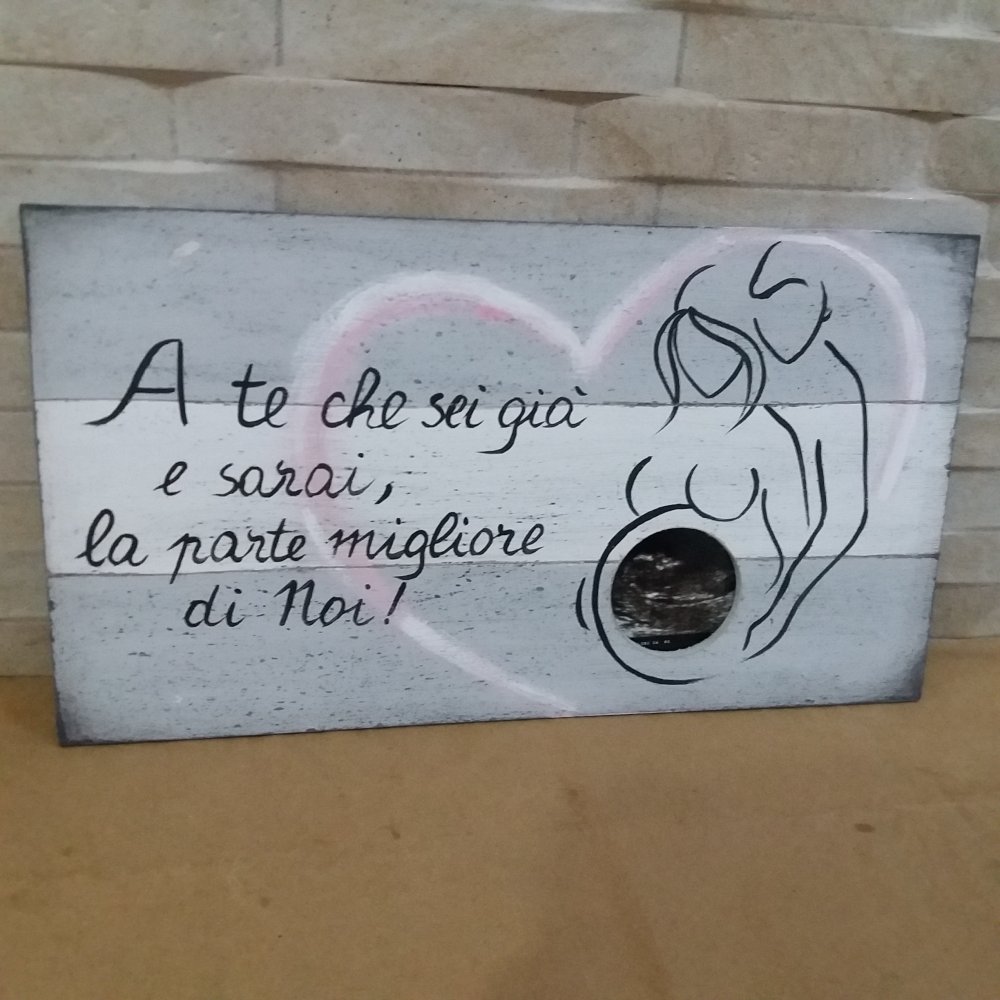 A te che sei già
e sarai,
la parte migliore
di Noi!